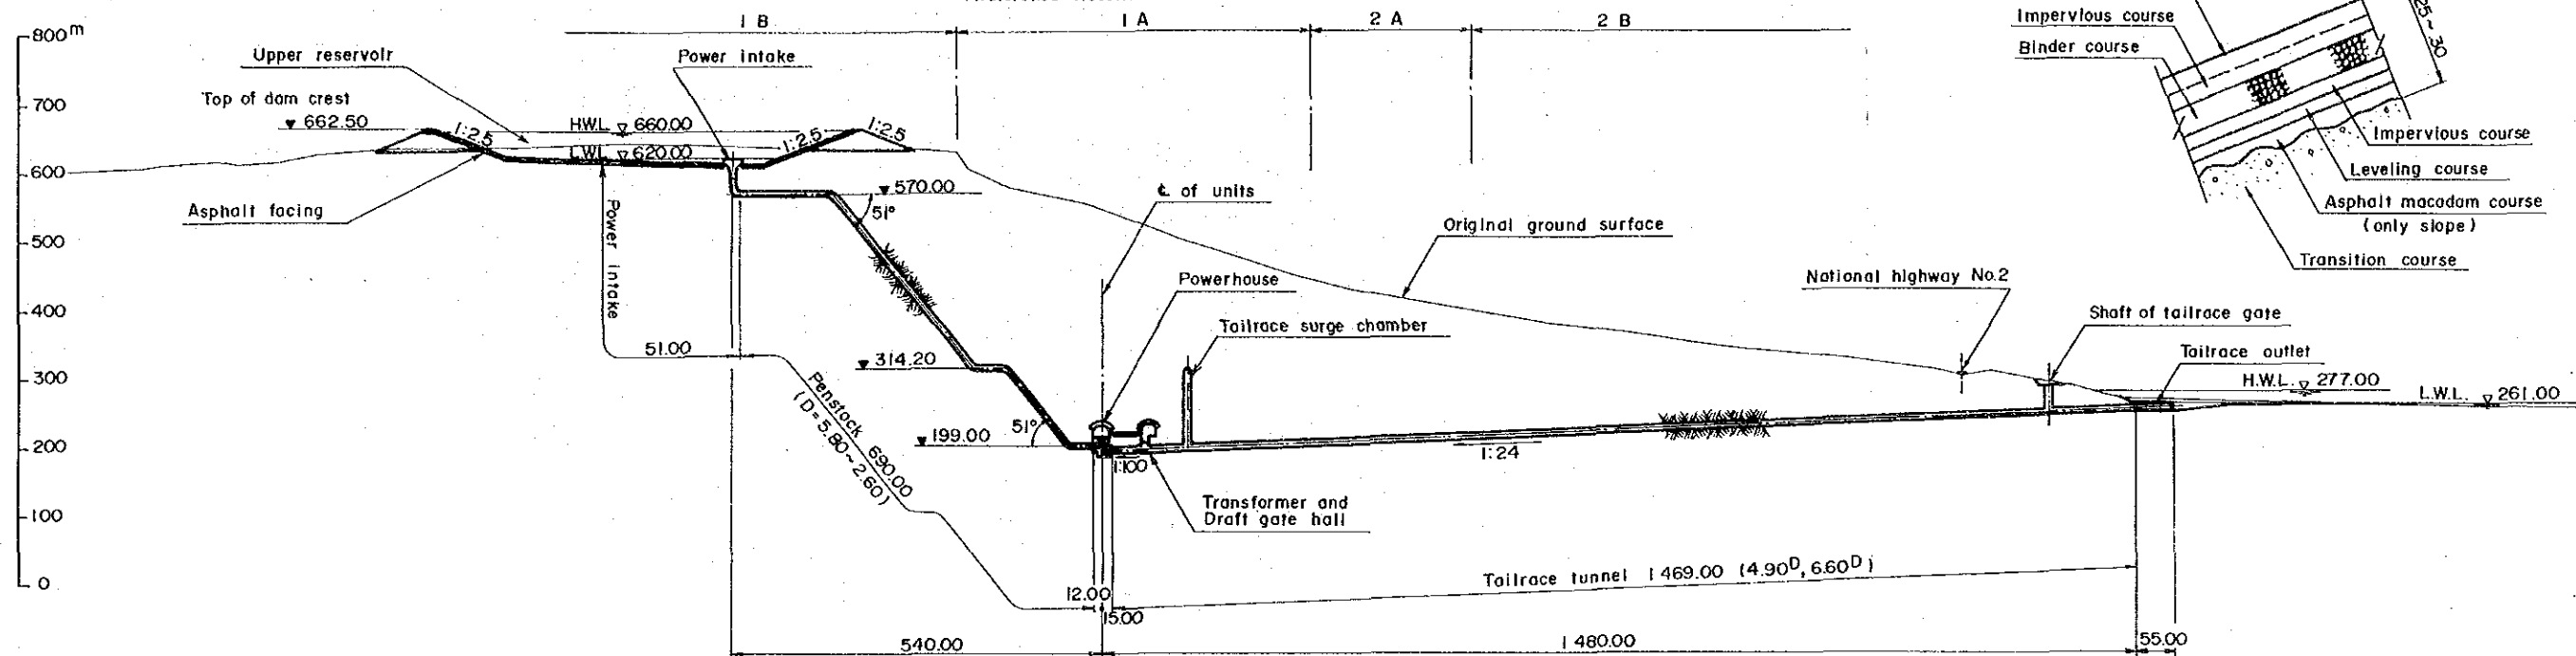 1 B
1 A
2 A
2 B
800 m
700
600
500
400
300
200
100
0
Upper reservoir
Power intake
Top of dam crest
662.50
1:2.5
H.W.L. 660.00
1:2.5
1:2.5
L.W.L. 620.00
570.00
51°
Asphalt facing
Power intake
℄ of units
Original ground surface
Powerhouse
National highway No.2
Tailrace surge chamber
Shaft of tailrace gate
Tailrace outlet
51.00
314.20
H.W.L. 277.00
L.W.L. 261.00
Penstock 690.00
(D=5.80~2.60)
199.00
51°
1:100
1:24
Transformer and
Draft gate hall
Tailrace tunnel 1 469.00 (4.90D, 6.60D)
12.00
15.00
540.00
1 480.00
55.00
Impervious course
Binder course
25~30
Impervious course
Leveling course
Asphalt macadam course
(only slope)
Transition course